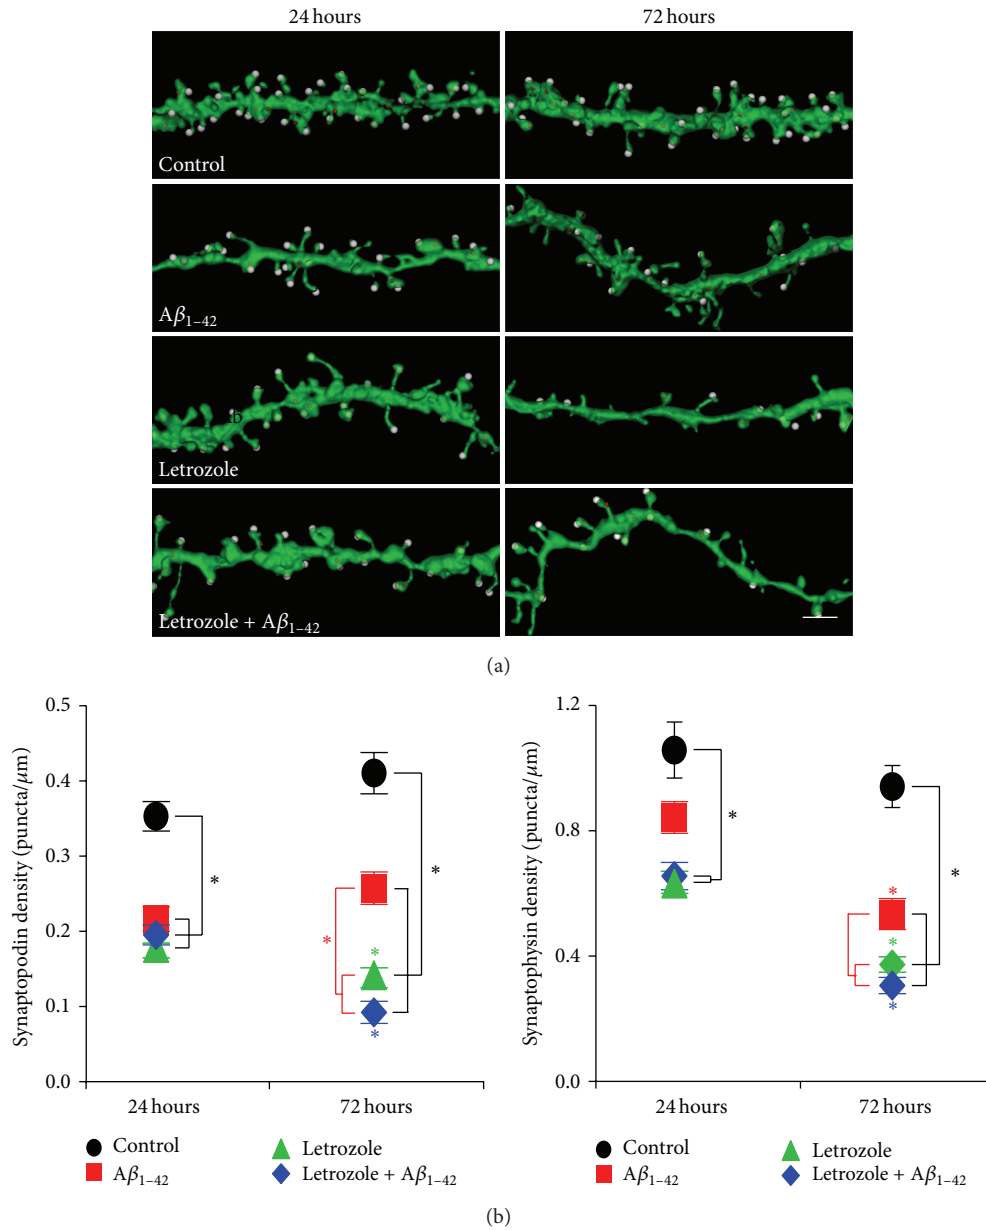 24 hours 72 hours
Control
Aβ1–42
b
Letrozole
Letrozole + Aβ1–42
(a)
Synaptopodin density (puncta/μm)
0.5
0.4
0.3
0.2
0.1
0.0
*
*
*
*
*
24 hours 72 hours
Control Letrozole
Aβ1–42 Letrozole + Aβ1–42
Synaptophysin density (puncta/μm)
1.2
0.8
0.4
0.0
*
*
*
*
*
24 hours 72 hours
Control Letrozole
Aβ1–42 Letrozole + Aβ1–42
(b)